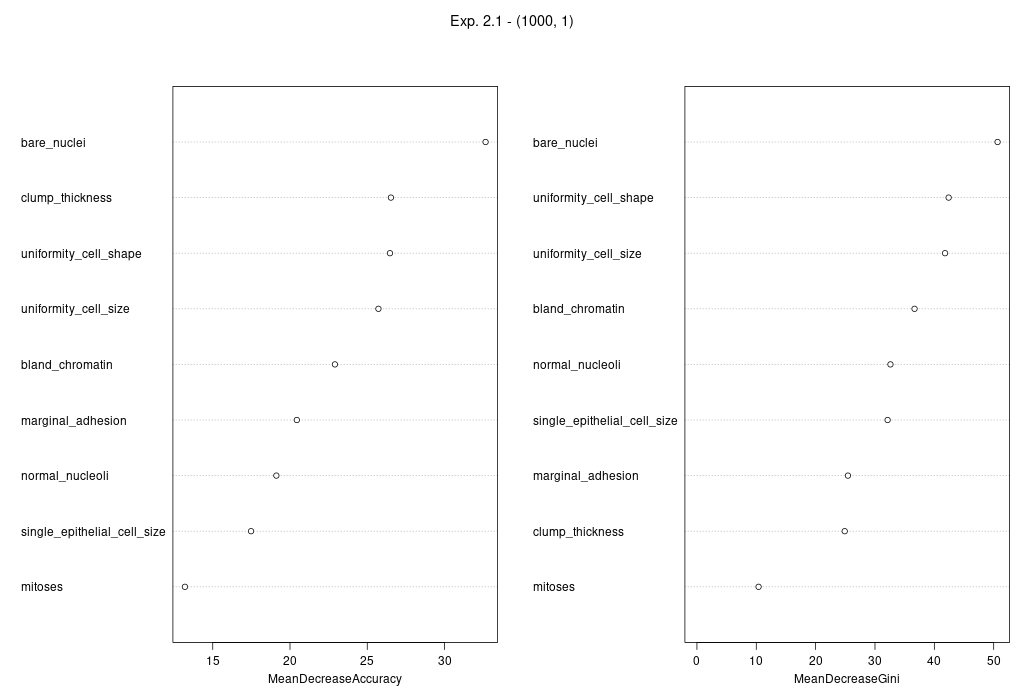 Exp. 2.1 - (1000, 1)
bare_nuclei
clump_thickness
uniformity_cell_shape
uniformity_cell_size
bland_chromatin
marginal_adhesion
normal_nucleoli
single_epithelial_cell_size
mitoses
15 20 25 30
MeanDecreaseAccuracy
bare_nuclei
uniformity_cell_shape
uniformity_cell_size
bland_chromatin
normal_nucleoli
single_epithelial_cell_size
marginal_adhesion
clump_thickness
mitoses
0 10 20 30 40 50
MeanDecreaseGini